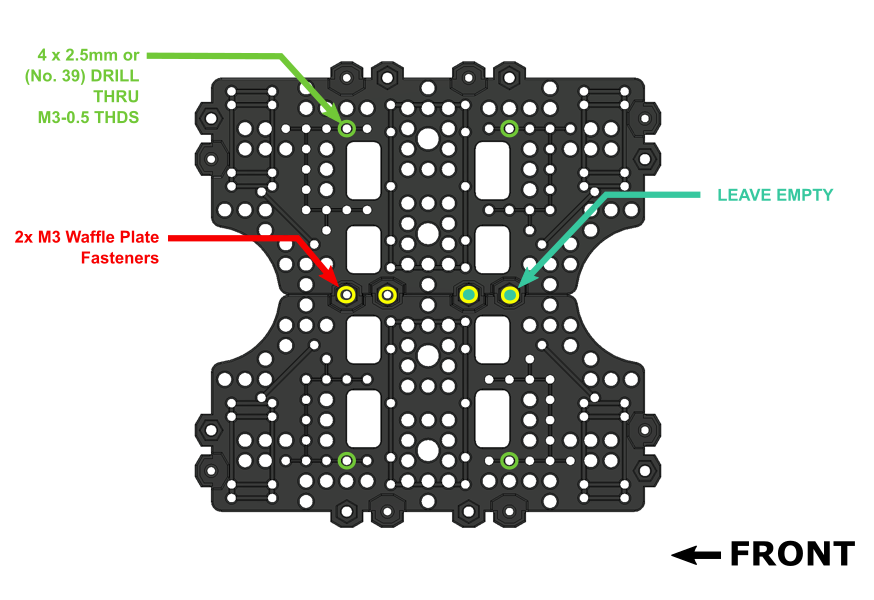 4 x 2.5mm or
(No. 39) DRILL
THRU
M3-0.5 THDS
LEAVE EMPTY
2x M3 Waffle Plate
Fasteners
FRONT